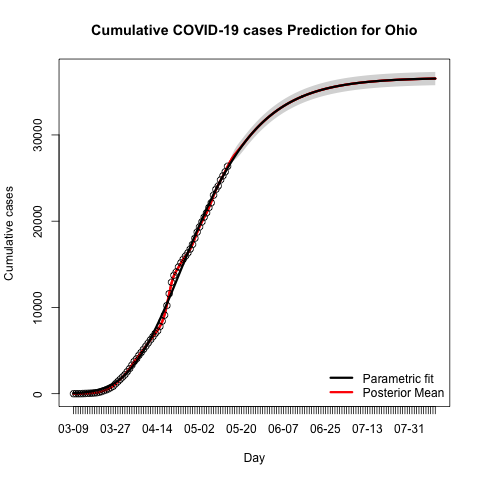 Cumulative COVID-19 cases Prediction for Ohio
Cumulative cases
30000
20000
10000
0
Parametric fit
Posterior Mean
03-09 03-27 04-14 05-02 05-20 06-07 06-25 07-13 07-31
Day